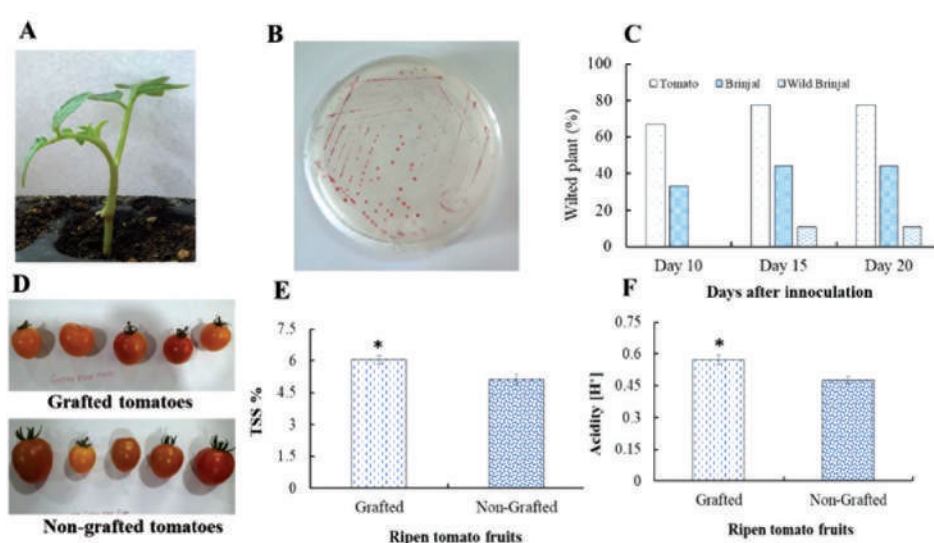 A
B
C
100
80
60
40
20
0
Wilted plant (%)
Tomato
Brinjal
Wild Brinjal
Day 10
Day 15
Day 20
Days after innoculation
D
Grafted tomatoes
Non-grafted tomatoes
E
7.5
6
4.5
3
1.5
0
TSS %
*
Grafted
Non-Grafted
Ripen tomato fruits
F
0.75
0.6
0.45
0.3
0.15
0
Acidity [H⁺]
*
Grafted
Non-Grafted
Ripen tomato fruits